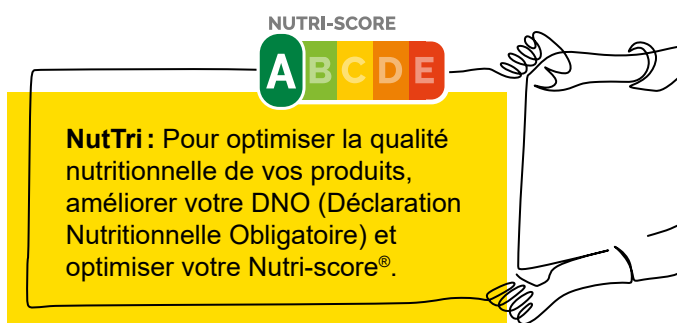 NUTRI-SCORE
A B C D E
NutTri : Pour optimiser la qualité
nutritionnelle de vos produits,
améliorer votre DNO (Déclaration
Nutritionnelle Obligatoire) et
optimiser votre Nutri-score®.